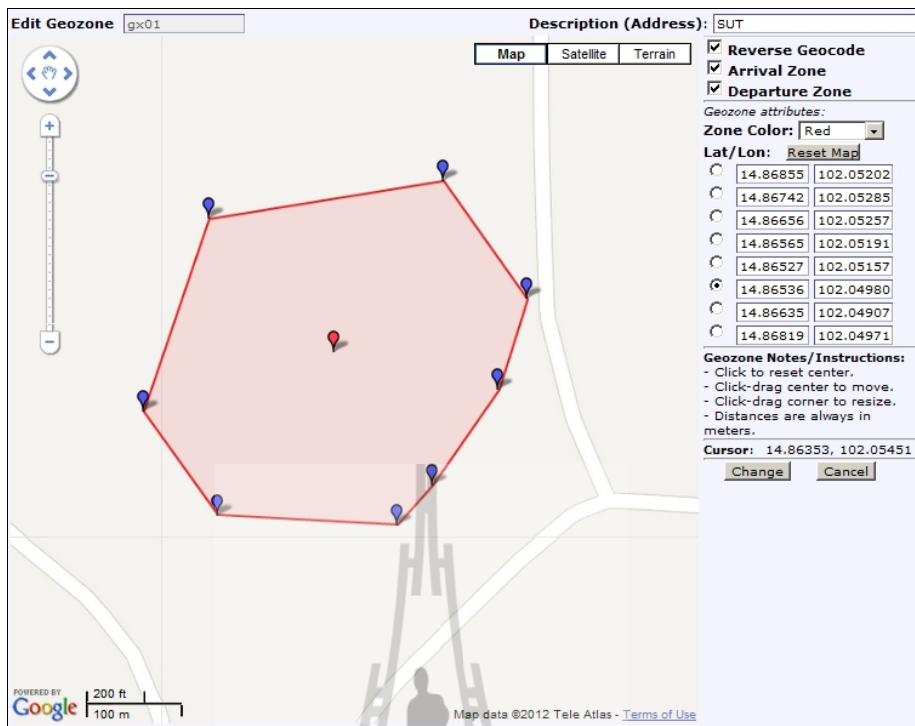 Edit Geozone gx01 Description (Address): SUT
Map Satellite Terrain
Reverse Geocode
Arrival Zone
Departure Zone
Geozone attributes:
Zone Color: Red
Lat/Lon: Reset Map
14.86855 102.05202
14.86742 102.05285
14.86656 102.05257
14.86565 102.05191
14.86527 102.05157
14.86536 102.04980
14.86635 102.04907
14.86819 102.04971
Geozone Notes/Instructions:
- Click to reset center.
- Click-drag center to move.
- Click-drag corner to resize.
- Distances are always in
meters.
Cursor: 14.86353, 102.05451
Change Cancel
POWERED BY
Google
200 ft
100 m
Map data ©2012 Tele Atlas - Terms of Use